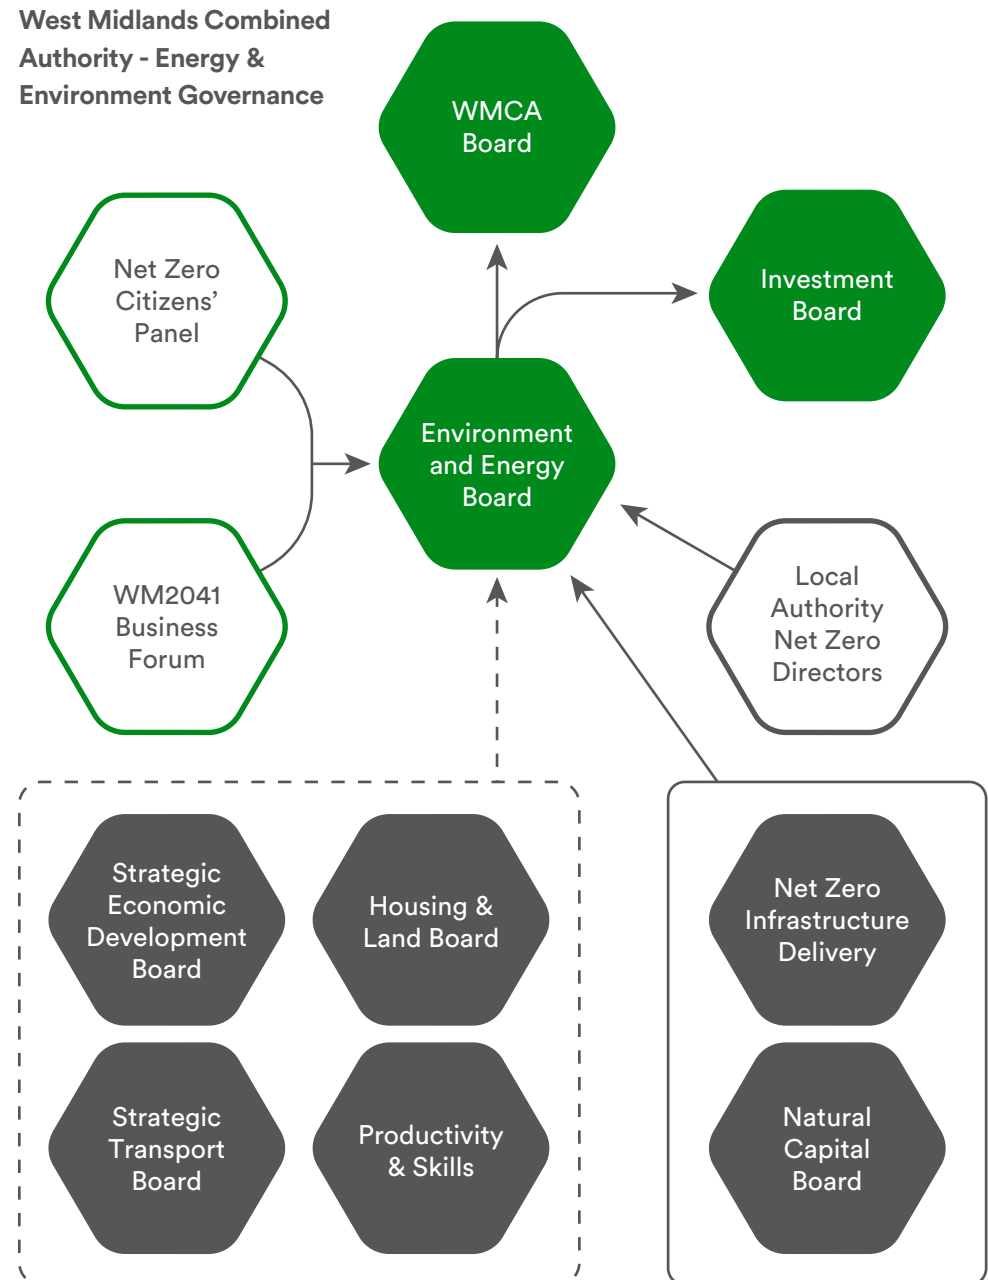 West Midlands Combined
Authority - Energy &
Environment Governance
WMCA
Board
Net Zero
Citizens’
Panel
Investment
Board
Environment
and Energy
Board
WM2041
Business
Forum
Local
Authority
Net Zero
Directors
Strategic
Economic
Development
Board
Housing &
Land Board
Net Zero
Infrastructure
Delivery
Strategic
Transport
Board
Productivity
& Skills
Natural
Capital
Board